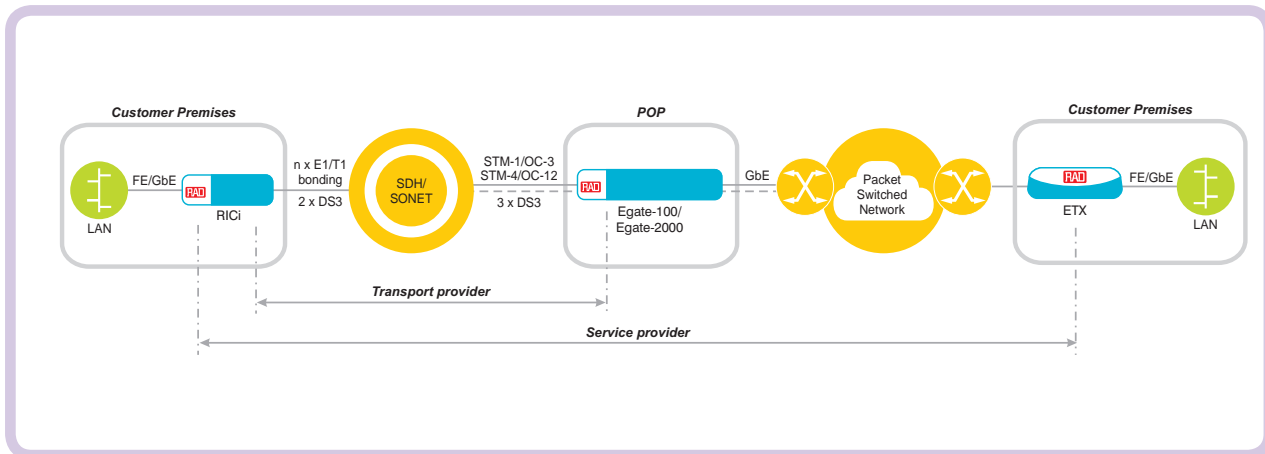 Customer Premises
POP
Customer Premises
LAN
FE/GbE
RAD
RICi
n x E1/T1
bonding
2 x DS3
SDH/
SONET
STM-1/OC-3
STM-4/OC-12
3 x DS3
RAD
Egate-100/
Egate-2000
GbE
Packet
Switched
Network
RAD
ETX
FE/GbE
LAN
Transport provider
Service provider